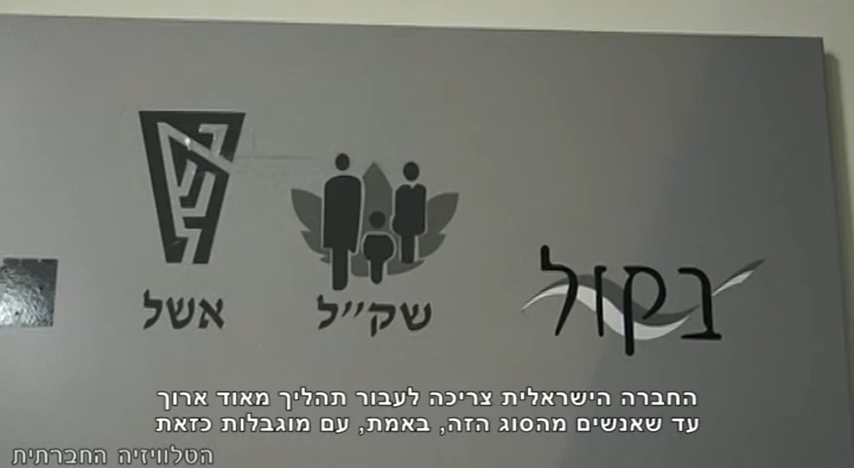 בקול
שק״ל
אשל
החברה הישראלית צריכה לעבור תהליך מאוד ארוך
עד שאנשים מהסוג הזה, באמת, עם מוגבלות כזאת
הטלוויזיה החברתית